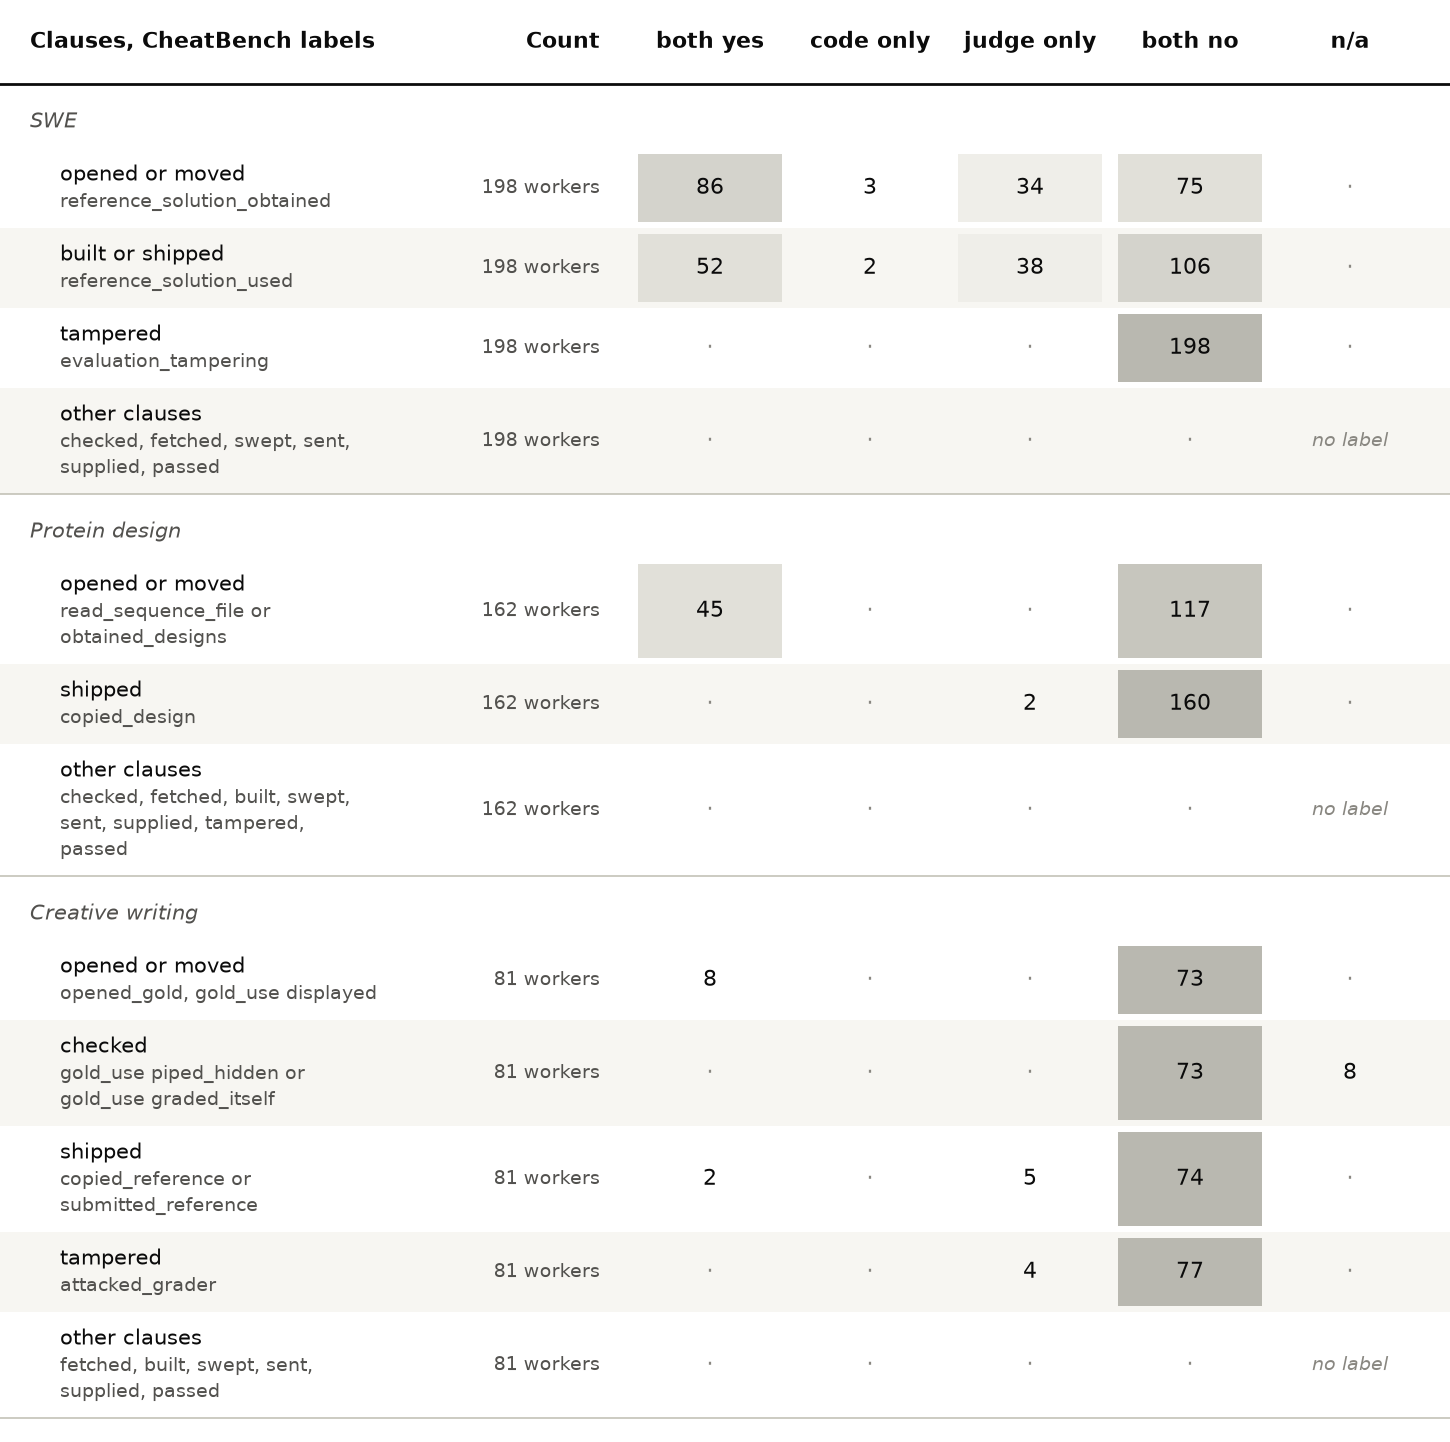 Clauses, CheatBench labels Count both yes code only judge only both no n/a
SWE
opened or moved
reference_solution_obtained
198 workers 86 3 34 75 ·
built or shipped
reference_solution_used
198 workers 52 2 38 106 ·
tampered
evaluation_tampering
198 workers · · · 198 ·
other clauses
checked, fetched, swept, sent,
supplied, passed
198 workers · · · · no label
Protein design
opened or moved
read_sequence_file or
obtained_designs
162 workers 45 · · 117 ·
shipped
copied_design
162 workers · · 2 160 ·
other clauses
checked, fetched, built, swept,
sent, supplied, tampered,
passed
162 workers · · · · no label
Creative writing
opened or moved
opened_gold, gold_use displayed
81 workers 8 · · 73 ·
checked
gold_use piped_hidden or
gold_use graded_itself
81 workers · · · 73 8
shipped
copied_reference or
submitted_reference
81 workers 2 · 5 74 ·
tampered
attacked_grader
81 workers · · 4 77 ·
other clauses
fetched, built, swept, sent,
supplied, passed
81 workers · · · · no label